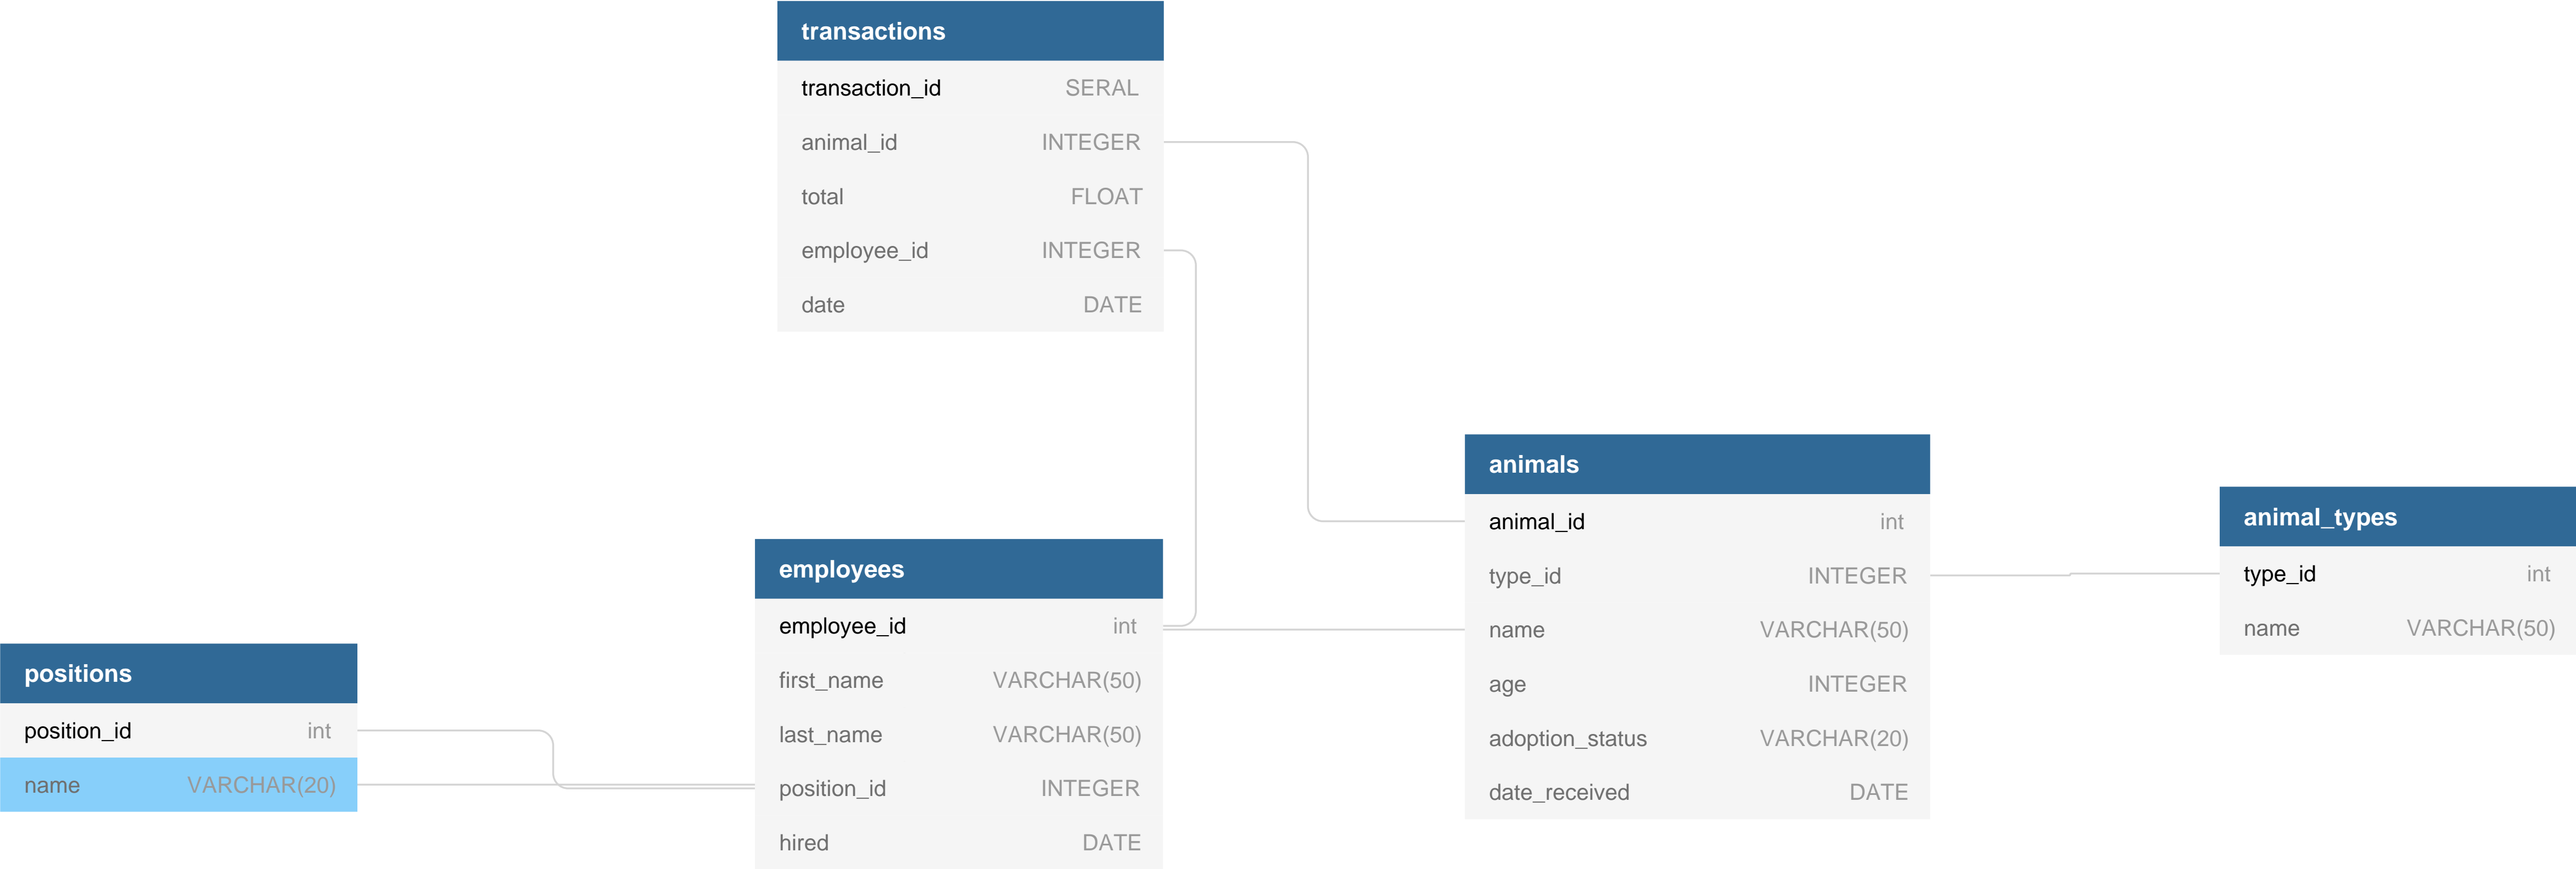 transactions
transaction_id SERAL
animal_id INTEGER
total FLOAT
employee_id INTEGER
date DATE
animals
animal_id int
type_id INTEGER
name VARCHAR(50)
age INTEGER
adoption_status VARCHAR(20)
date_received DATE
animal_types
type_id int
name VARCHAR(50)
employees
employee_id int
first_name VARCHAR(50)
last_name VARCHAR(50)
position_id INTEGER
hired DATE
positions
position_id int
name VARCHAR(20)